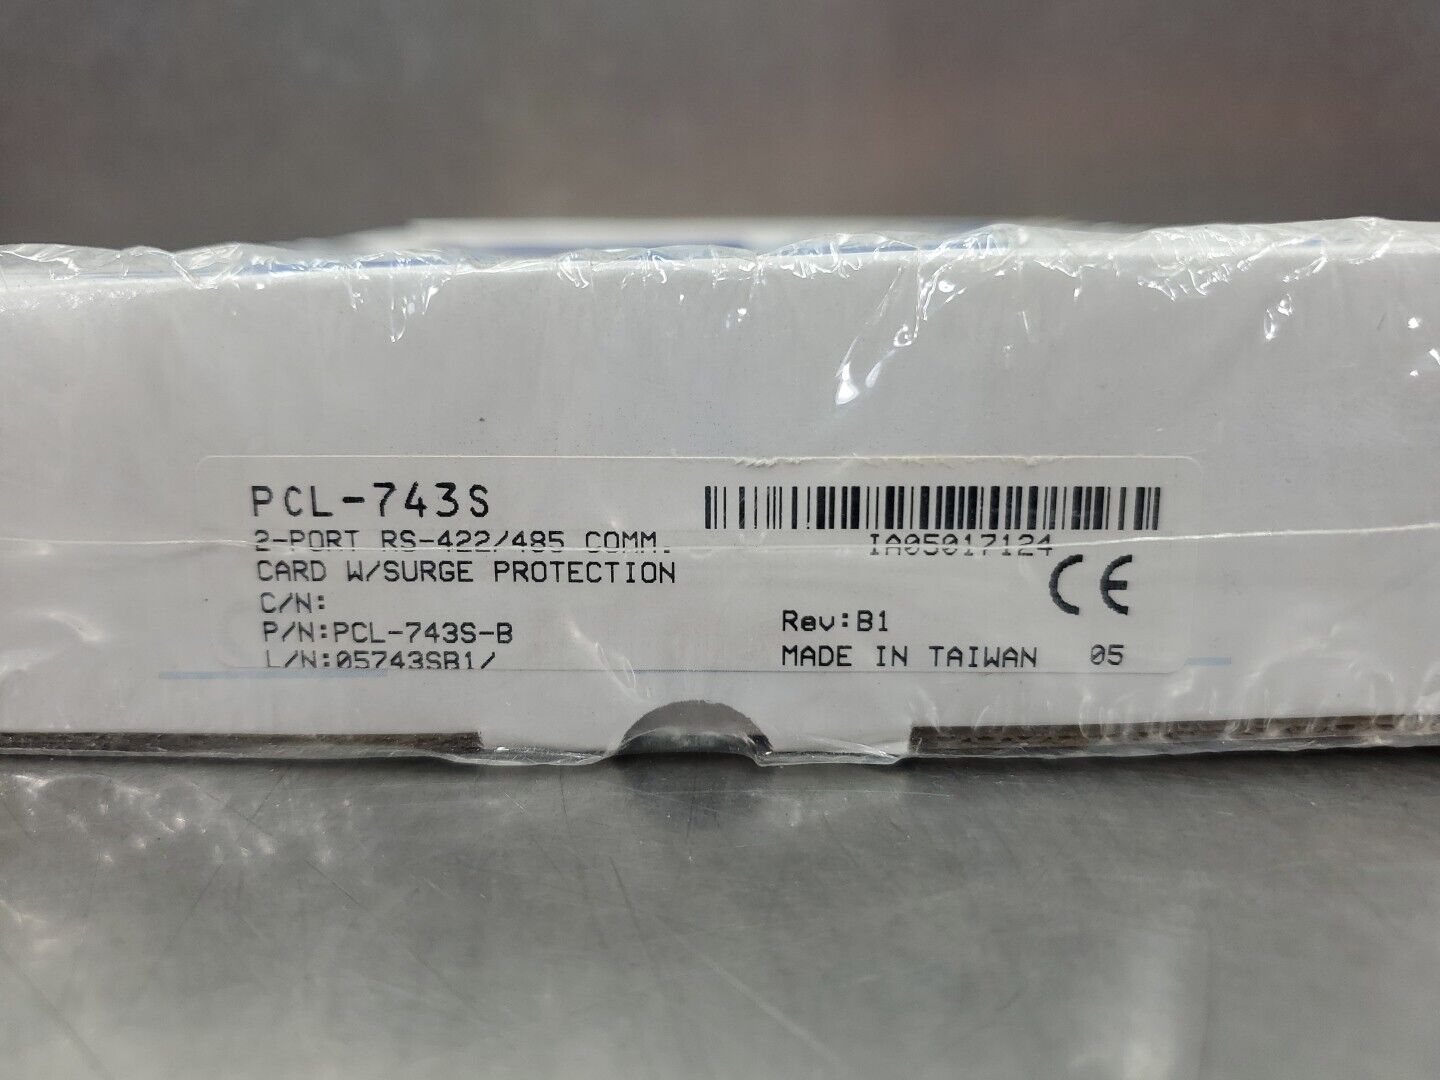 PCL-743S
2-PORT RS-422/485 COMM.
CARD W/SURGE PROTECTION
C/N:
P/N:PCL-743S-B
L/N:05743SB1/
IA05017124
CE
Rev:B1
MADE IN TAIWAN 05